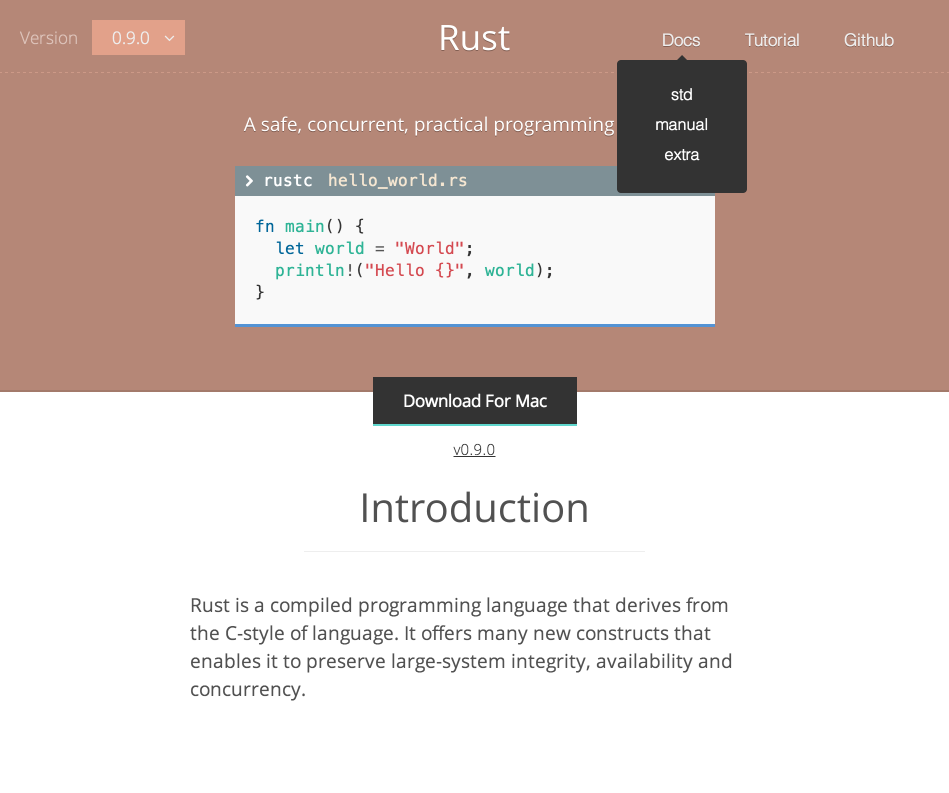 Version 0.9.0
Rust
Docs Tutorial Github
std
manual
extra
A safe, concurrent, practical programming
rustc hello_world.rs
fn main() {
  let world = "World";
  println!("Hello {}", world);
}
Download For Mac
v0.9.0
Introduction
Rust is a compiled programming language that derives from
the C-style of language. It offers many new constructs that
enables it to preserve large-system integrity, availability and
concurrency.